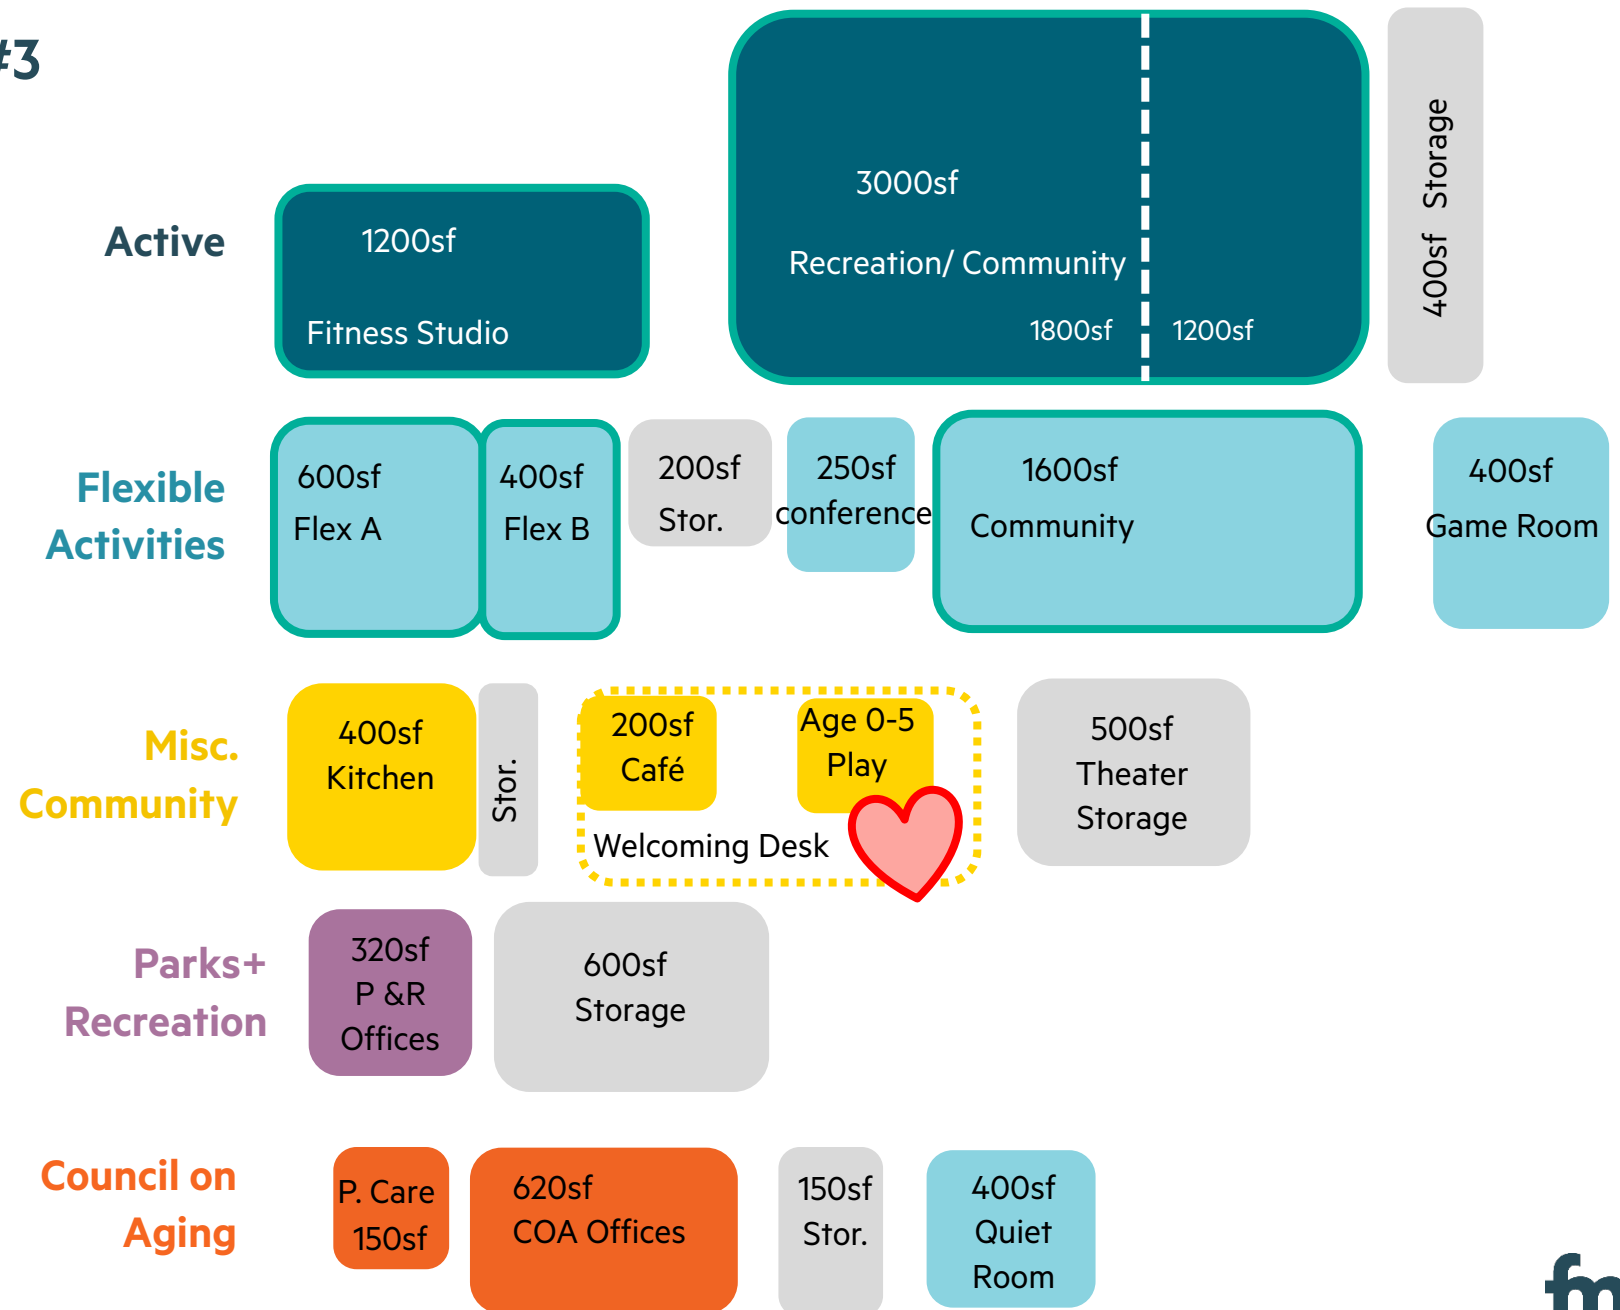 #3
Active
1200sf
Fitness Studio
3000sf
Recreation/ Community
1800sf
1200sf
400sf Storage
Flexible
Activities
600sf
Flex A
400sf
Flex B
200sf
Stor.
250sf
conference
1600sf
Community
400sf
Game Room
Misc.
Community
400sf
Kitchen
Stor.
200sf
Café
Age 0-5
Play
Welcoming Desk
500sf
Theater
Storage
Parks+
Recreation
320sf
P &R
Offices
600sf
Storage
Council on
Aging
P. Care
150sf
620sf
COA Offices
150sf
Stor.
400sf
Quiet
Room